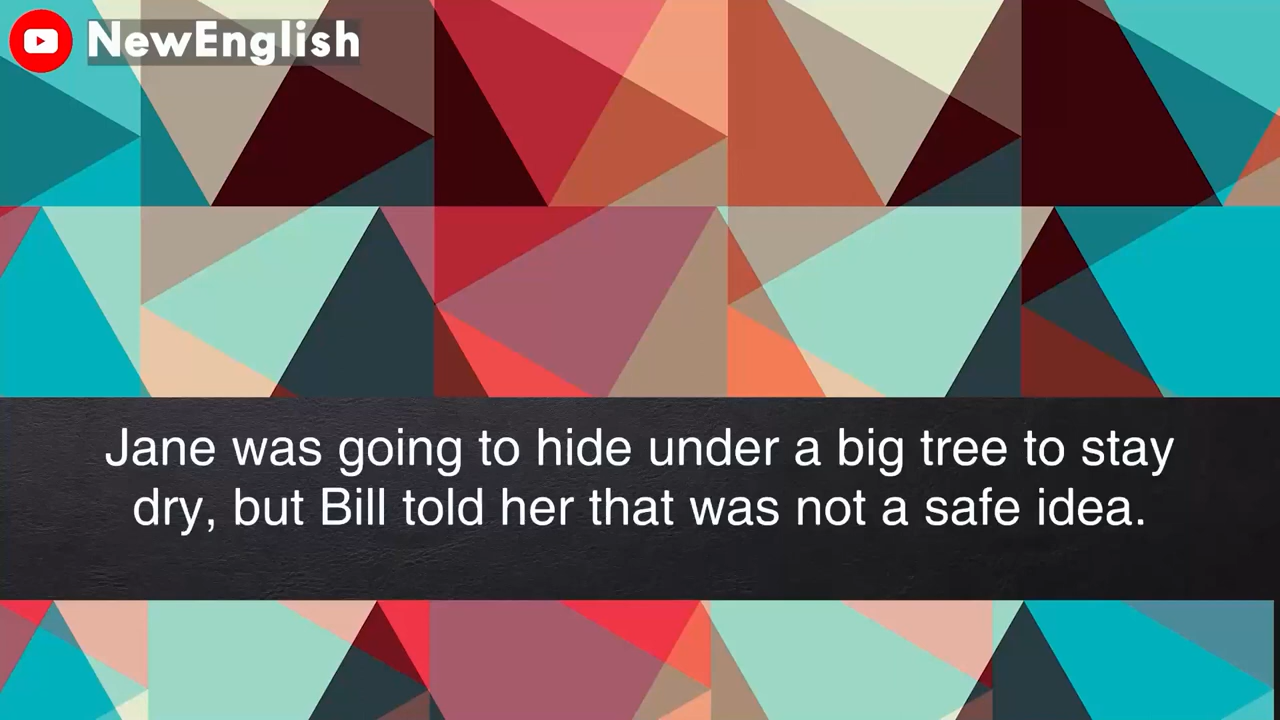 NewEnglish
Jane was going to hide under a big tree to stay
dry, but Bill told her that was not a safe idea.